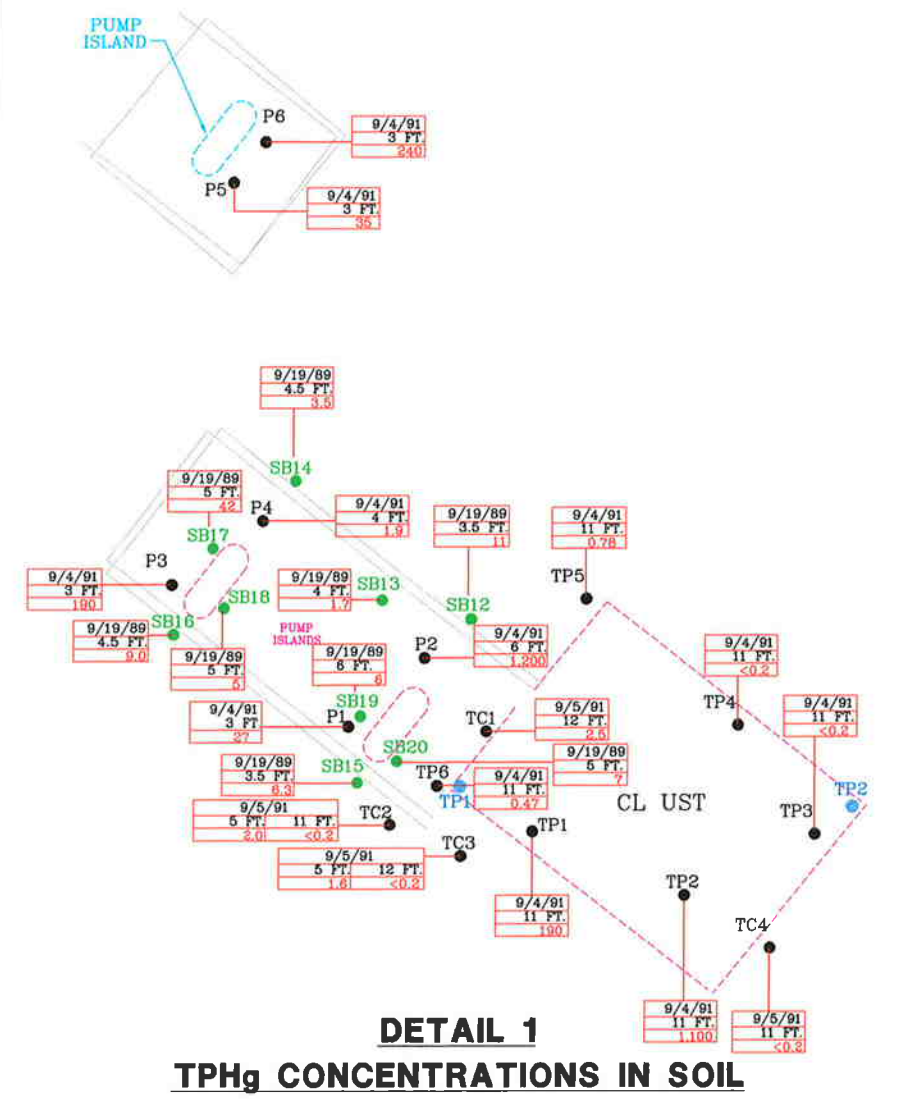 PUMP
ISLAND
P6
9/4/91
3 FT.
240
P5
9/4/91
3 FT.
35
9/19/89
4.5 FT.
3.5
SB14
9/19/89
5 FT.
42
SB17
P4
9/4/91
4 FT.
1.9
9/19/89
3.5 FT.
11
SB12
9/4/91
11 FT.
0.78
TP5
P3
9/4/91
3 FT.
190
SB18
9/19/89
4 FT.
1.7
SB13
SB16
9/19/89
4.5 FT.
9.0
9/19/89
5 FT.
5
PUMP
ISLANDS
9/19/89
6 FT.
6
P2
9/4/91
6 FT.
1,200
9/4/91
11 FT.
<0.2
TP4
9/4/91
11 FT.
<0.2
SB19
P1
9/4/91
3 FT
27
TC1
9/5/91
12 FT.
2.5
SB20
9/19/89
5 FT.
7
SB15
9/19/89
3.5 FT.
6.3
TP6
TP1
9/4/91
11 FT.
0.47
CL UST
TP2
TP3
9/5/91
5 FT. 11 FT.
2.0 <0.2
TC2
TC3
9/5/91
5 FT. 12 FT.
1.6 <0.2
TP1
9/4/91
11 FT.
190
TP2
9/4/91
11 FT.
1,100
TC4
9/5/91
11 FT.
<0.2
DETAIL 1
TPHg CONCENTRATIONS IN SOIL